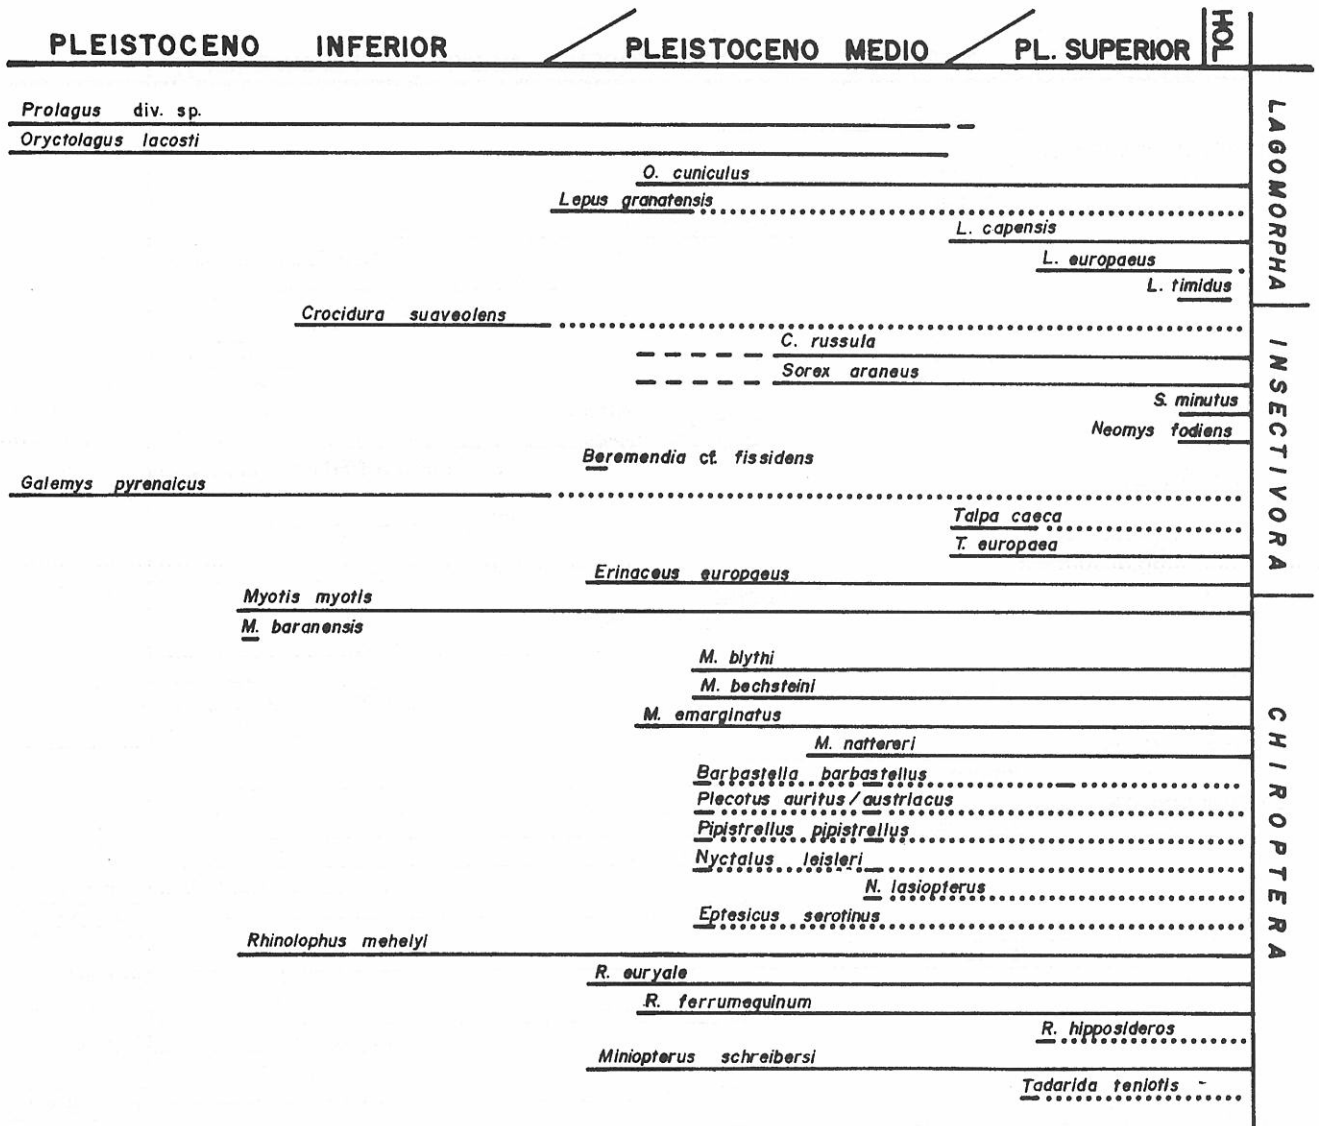 PLEISTOCENO INFERIOR PLEISTOCENO MEDIO PL. SUPERIOR HOL
LAGOMORPHA
Prolagus div. sp.
Oryctolagus lacosti
O. cuniculus
Lepus granatensis
L. capensis
L. europaeus
L. timidus
INSECTIVORA
Crocidura suaveolens
C. russula
Sorex araneus
S. minutus
Neomys fodiens
Beremendia cf. fissidens
Galemys pyrenaicus
Talpa caeca
T. europaea
Erinaceus europaeus
CHIROPTERA
Myotis myotis
M. baranensis
M. blythi
M. bechsteini
M. emarginatus
M. nattereri
Barbastella barbastellus
Plecotus auritus/austriacus
Pipistrellus pipistrellus
Nyctalus leisleri
N. lasiopterus
Eptesicus serotinus
Rhinolophus mehelyi
R. euryale
R. ferrumequinum
R. hipposideros
Miniopterus schreibersi
Tadarida teniotis